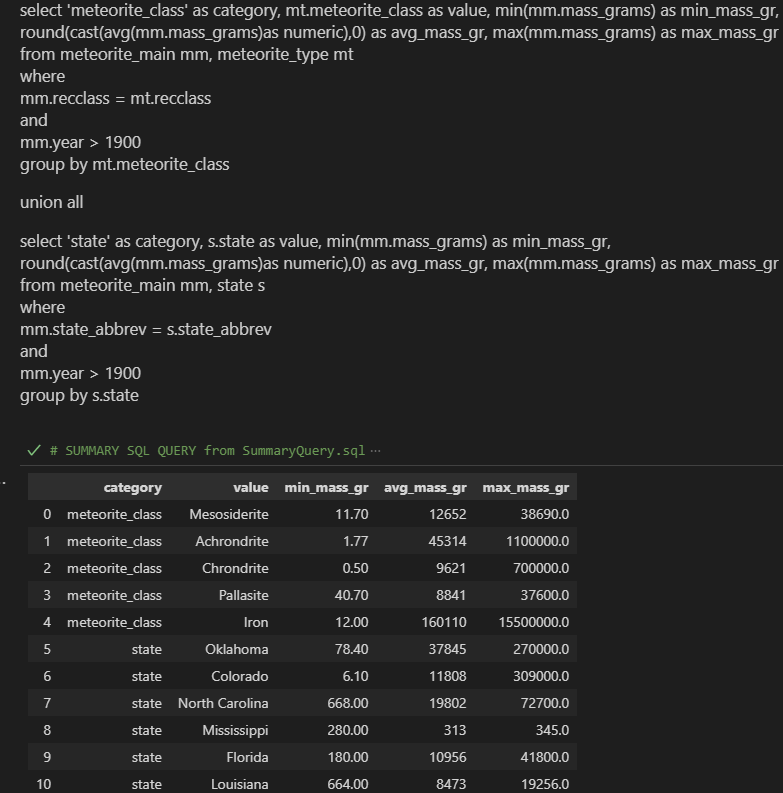 select 'meteorite_class' as category, mt.meteorite_class as value, min(mm.mass_grams) as min_mass_gr,
round(cast(avg(mm.mass_grams)as numeric),0) as avg_mass_gr, max(mm.mass_grams) as max_mass_gr
from meteorite_main mm, meteorite_type mt
where
mm.recclass = mt.recclass
and
mm.year > 1900
group by mt.meteorite_class
union all
select 'state' as category, s.state as value, min(mm.mass_grams) as min_mass_gr,
round(cast(avg(mm.mass_grams)as numeric),0) as avg_mass_gr, max(mm.mass_grams) as max_mass_gr
from meteorite_main mm, state s
where
mm.state_abbrev = s.state_abbrev
and
mm.year > 1900
group by s.state
# SUMMARY SQL QUERY from SummaryQuery.sql ...
category value min_mass_gr avg_mass_gr max_mass_gr
0 meteorite_class Mesosiderite 11.70 12652 38690.0
1 meteorite_class Achrondrite 1.77 45314 1100000.0
2 meteorite_class Chrondrite 0.50 9621 700000.0
3 meteorite_class Pallasite 40.70 8841 37600.0
4 meteorite_class Iron 12.00 160110 15500000.0
5 state Oklahoma 78.40 37845 270000.0
6 state Colorado 6.10 11808 309000.0
7 state North Carolina 668.00 19802 72700.0
8 state Mississippi 280.00 313 345.0
9 state Florida 180.00 10956 41800.0
10 state Louisiana 664.00 8473 19256.0